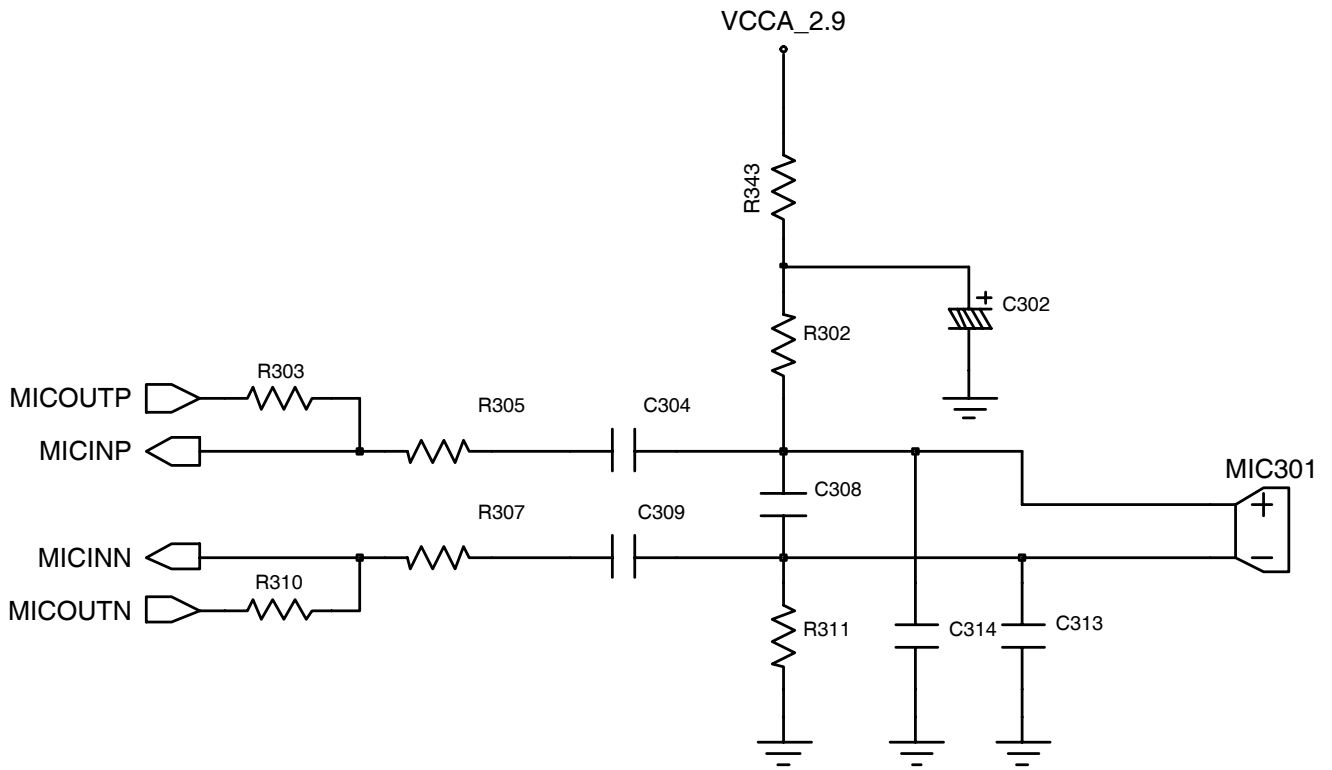 VCCA_2.9
R343
C302
+
R302
R303
MICOUTP
R305
C304
MICINP
MIC301
+
C308
R307
C309
−
MICINN
R310
MICOUTN
R311
C314
C313